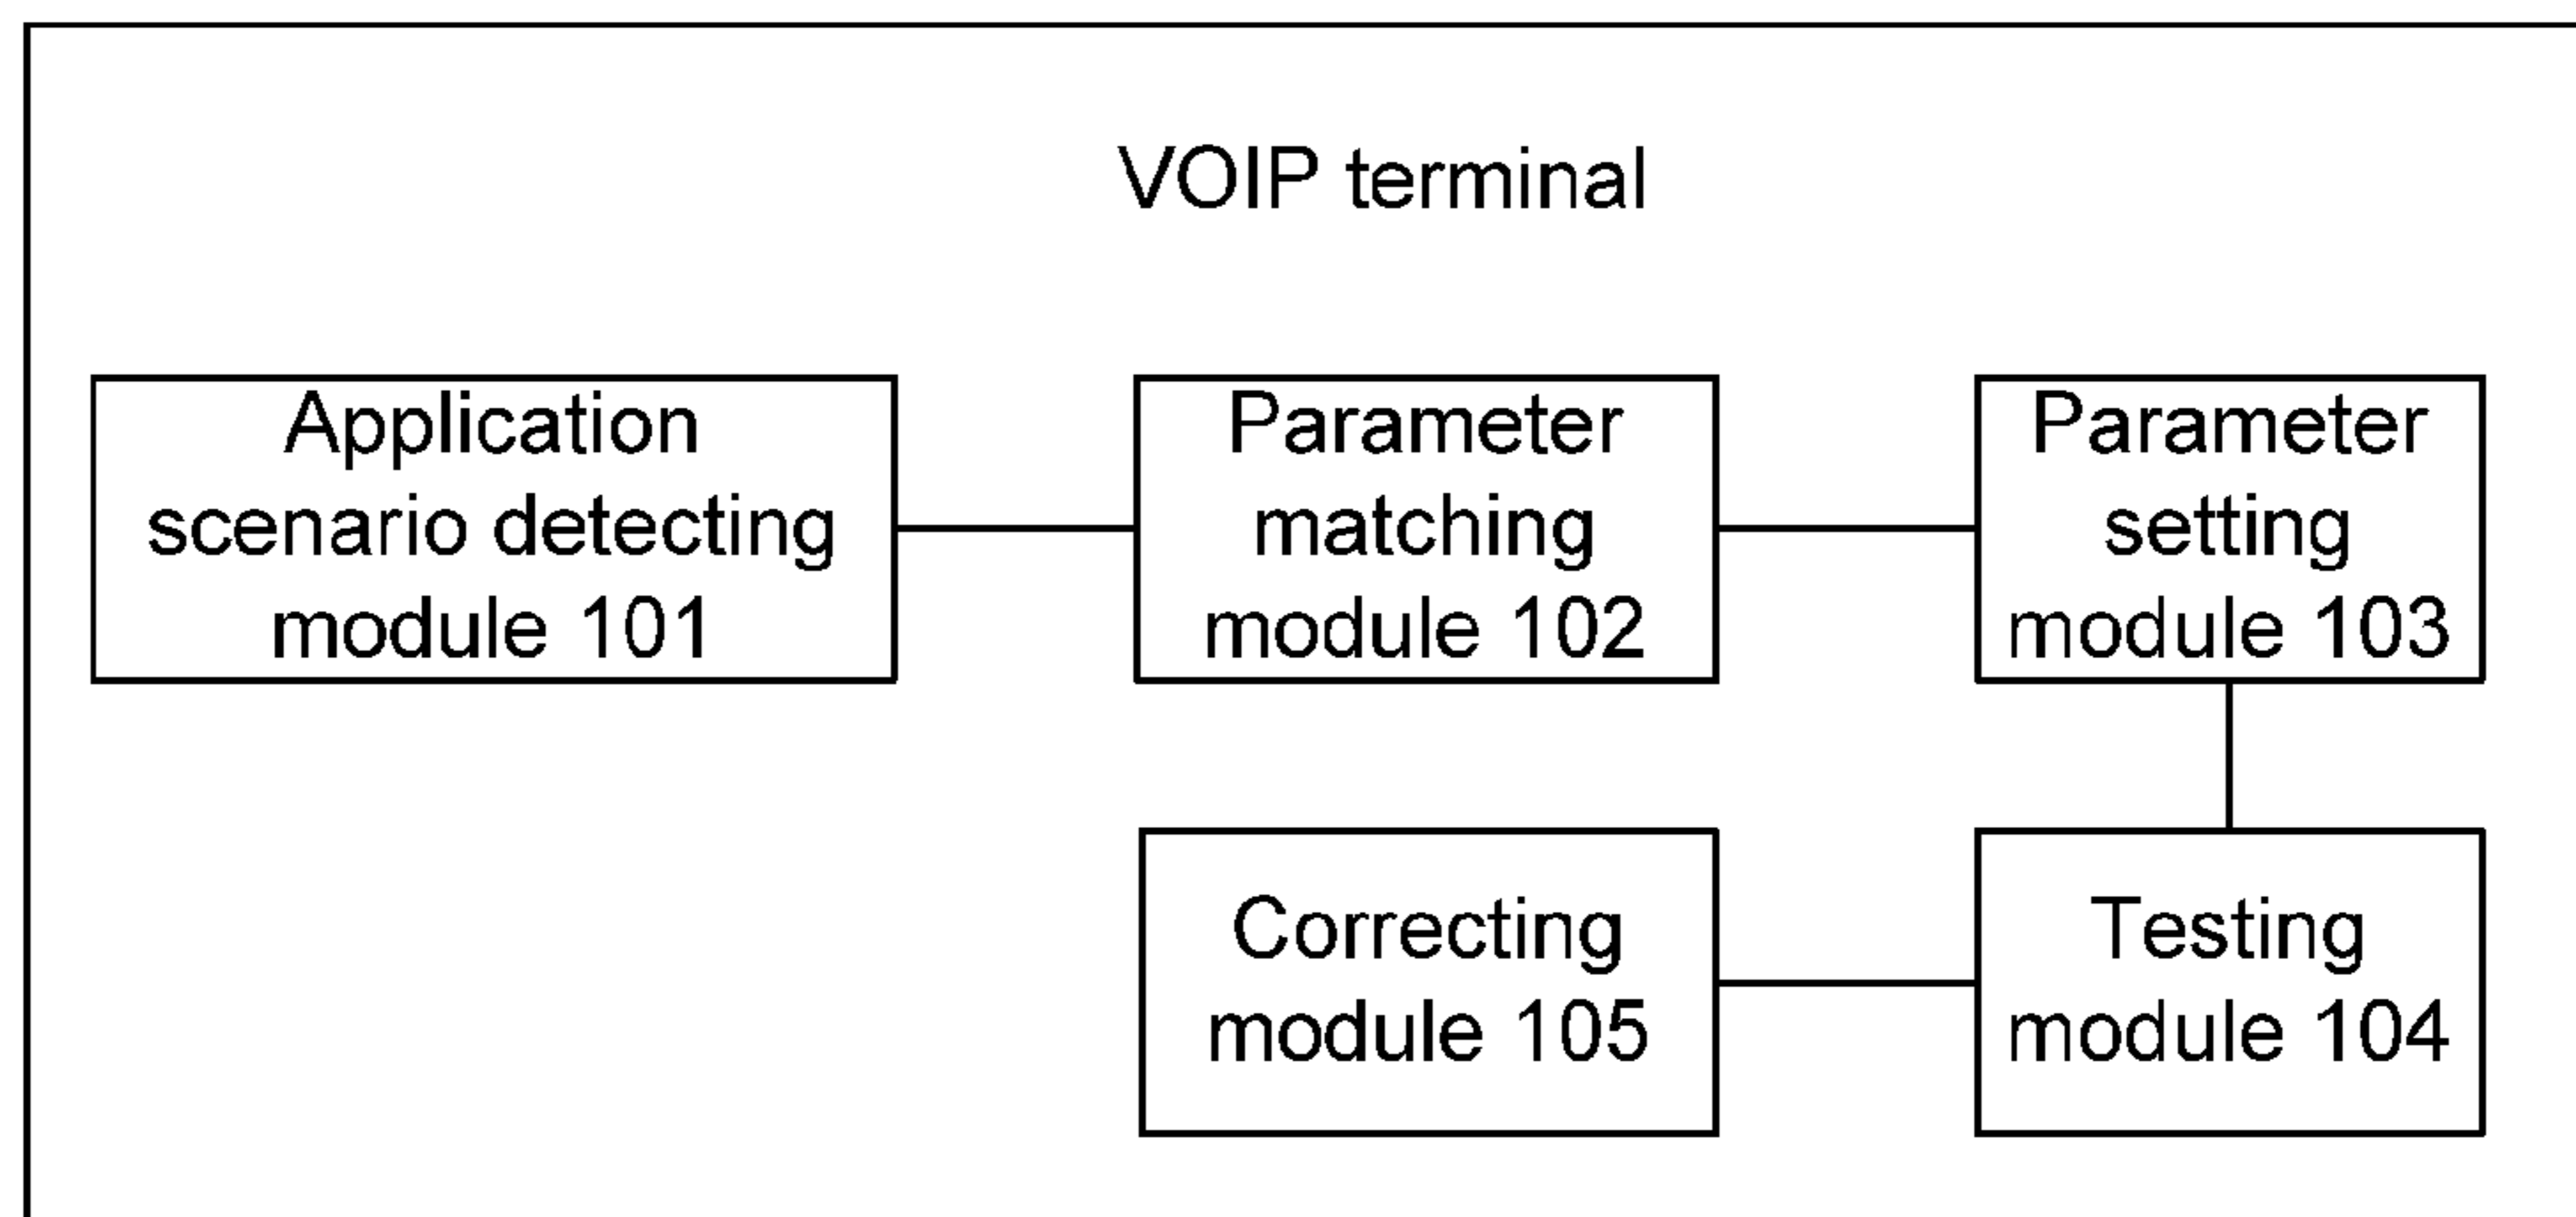 VOIP terminal
Application
scenario detecting
module 101
Parameter
matching
module 102
Parameter
setting
module 103
Correcting
module 105
Testing
module 104